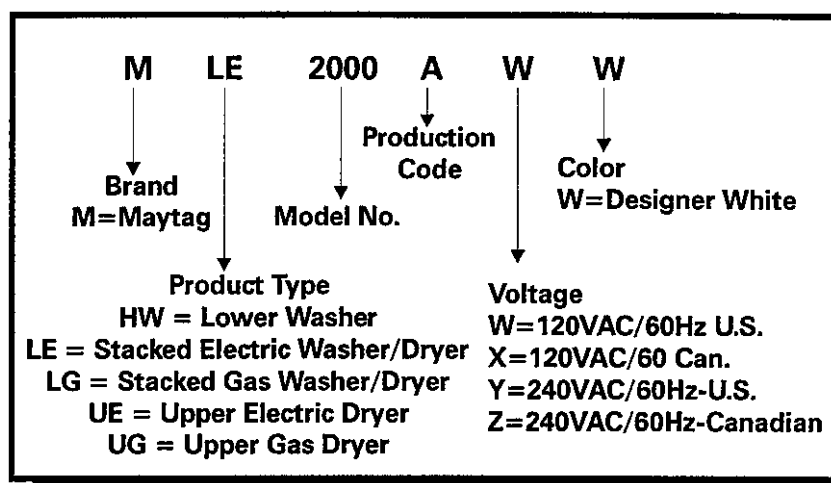 M LE 2000 A W W
Production
Code
Brand
M=Maytag
Model No.
Color
W=Designer White
Product Type
HW = Lower Washer
LE = Stacked Electric Washer/Dryer
LG = Stacked Gas Washer/Dryer
UE = Upper Electric Dryer
UG = Upper Gas Dryer
Voltage
W=120VAC/60Hz U.S.
X=120VAC/60 Can.
Y=240VAC/60Hz-U.S.
Z=240VAC/60Hz-Canadian